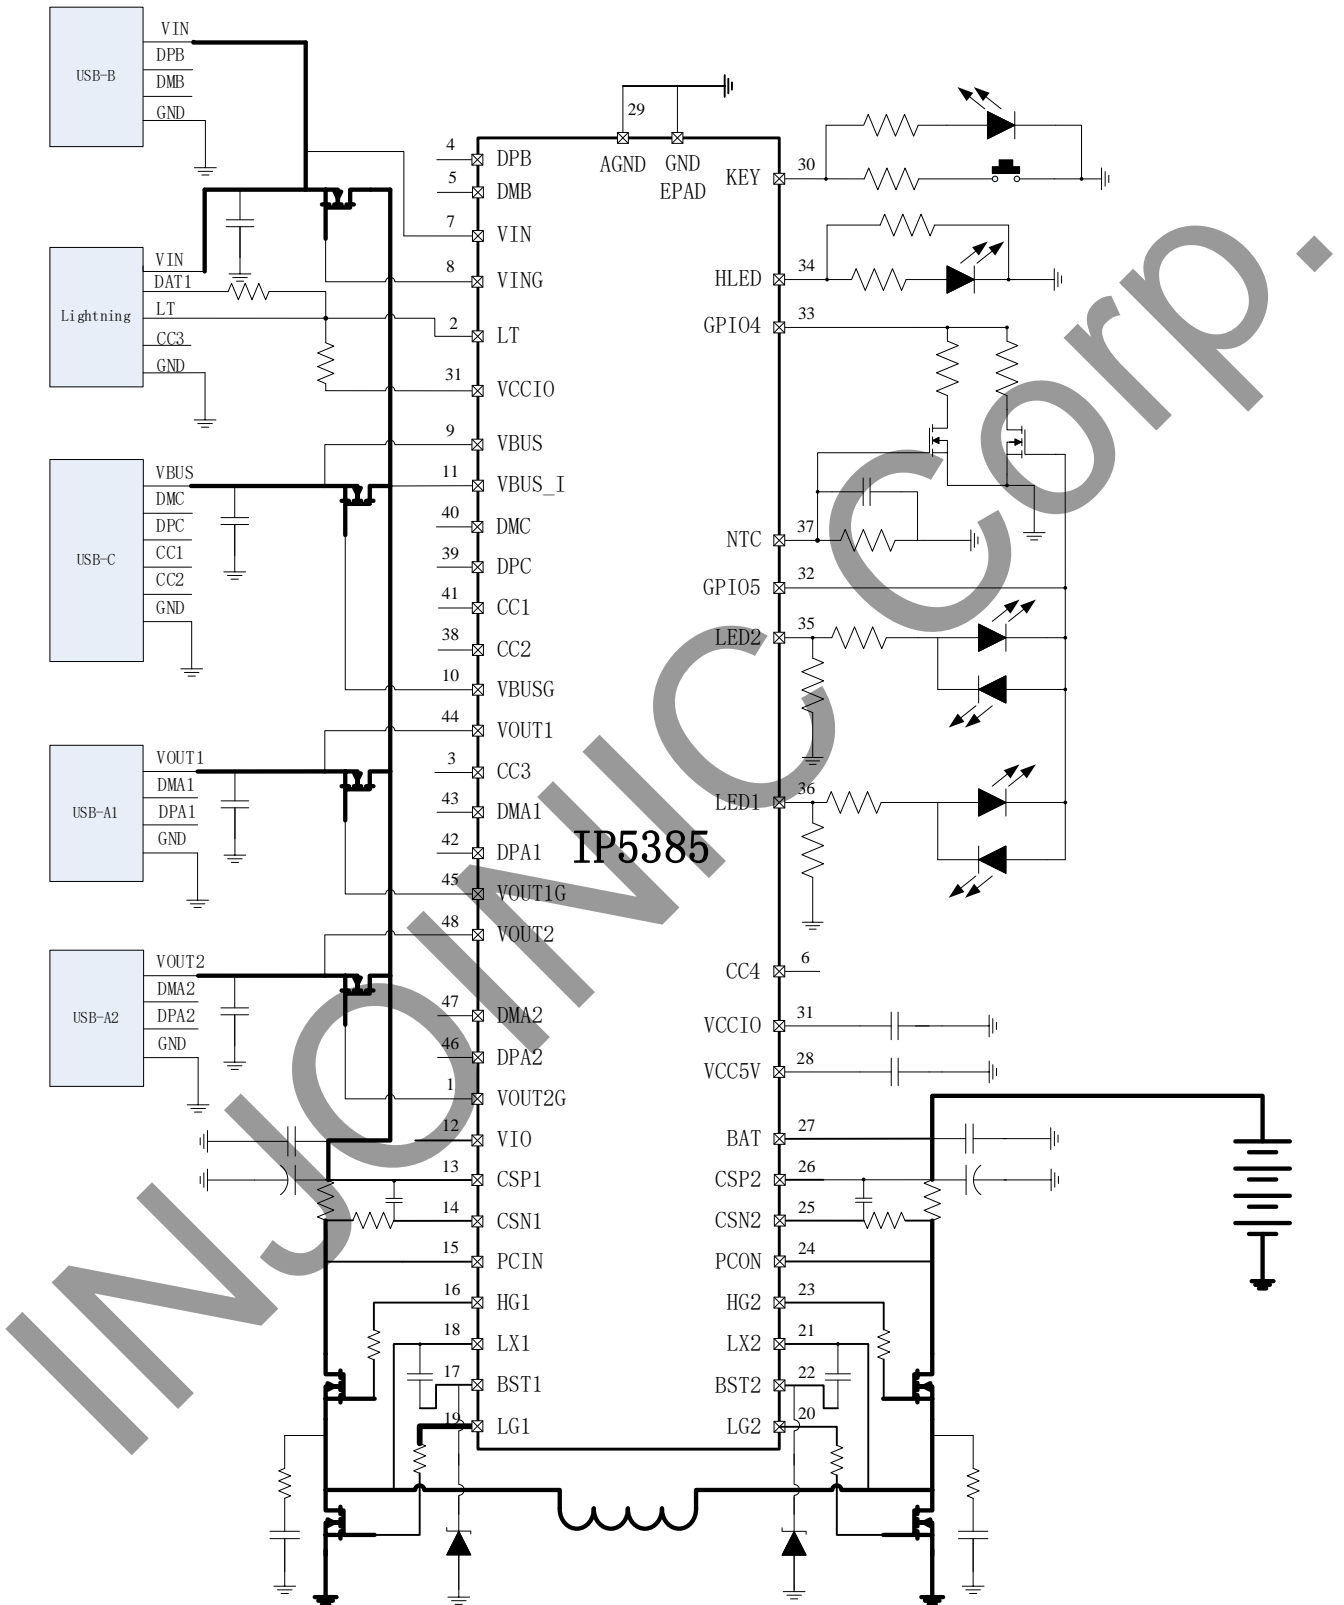 USB-B
VIN
DPB
DMB
GND
Lightning
VIN
DAT1
LT
CC3
GND
USB-C
VBUS
DMC
DPC
CC1
CC2
GND
USB-A1
VOUT1
DMA1
DPA1
GND
USB-A2
VOUT2
DMA2
DPA2
GND
29
AGND
GND
EPAD
4 DPB
5 DMB
7 VIN
8 VING
2 LT
31 VCCIO
9 VBUS
11 VBUS_I
40 DMC
39 DPC
41 CC1
38 CC2
10 VBUSG
44 VOUT1
3 CC3
43 DMA1
42 DPA1
45 VOUT1G
48 VOUT2
47 DMA2
46 DPA2
1 VOUT2G
12 VIO
13 CSP1
14 CSN1
15 PCIN
16 HG1
18 LX1
17 BST1
19 LG1
IP5385
KEY 30
HLED 34
GPIO4 33
NTC 37
GPIO5 32
LED2 35
LED1 36
CC4 6
VCCIO 31
VCC5V 28
BAT 27
CSP2 26
CSN2 25
PCON 24
HG2 23
LX2 21
BST2 22
LG2 20
INJOINIC Corp.